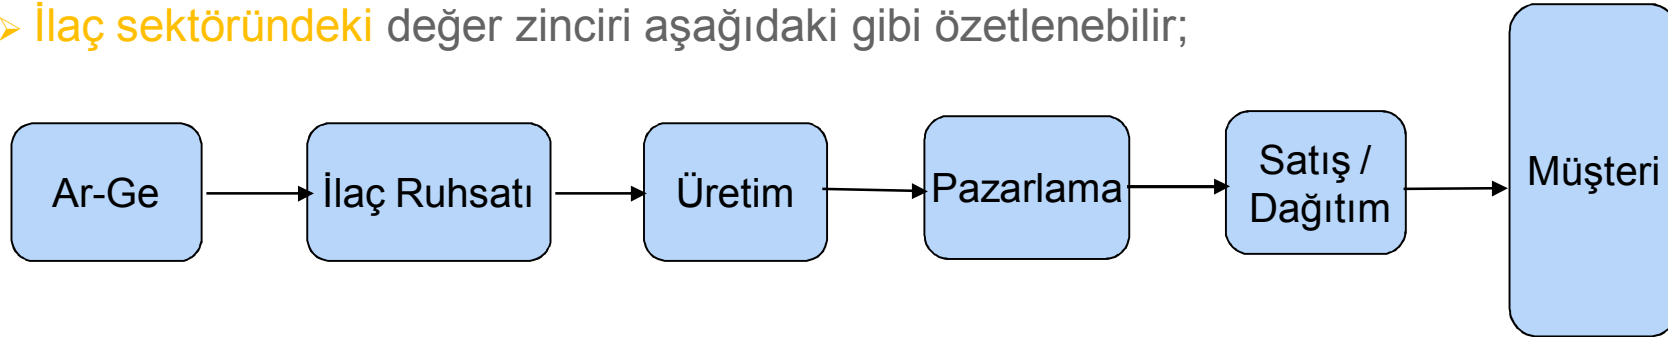 İlaç sektöründeki değer zinciri aşağıdaki gibi özetlenebilir;
Ar-Ge
İlaç Ruhsatı
Üretim
Pazarlama
Satış /
Dağıtım
Müşteri